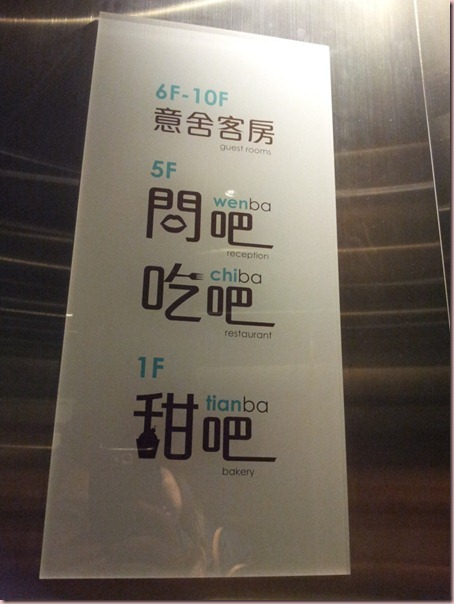 6F-10F
意舍客房
guest rooms
5F
問吧 wenba
reception
吃吧 chiba
restaurant
1F
甜吧 tianba
bakery